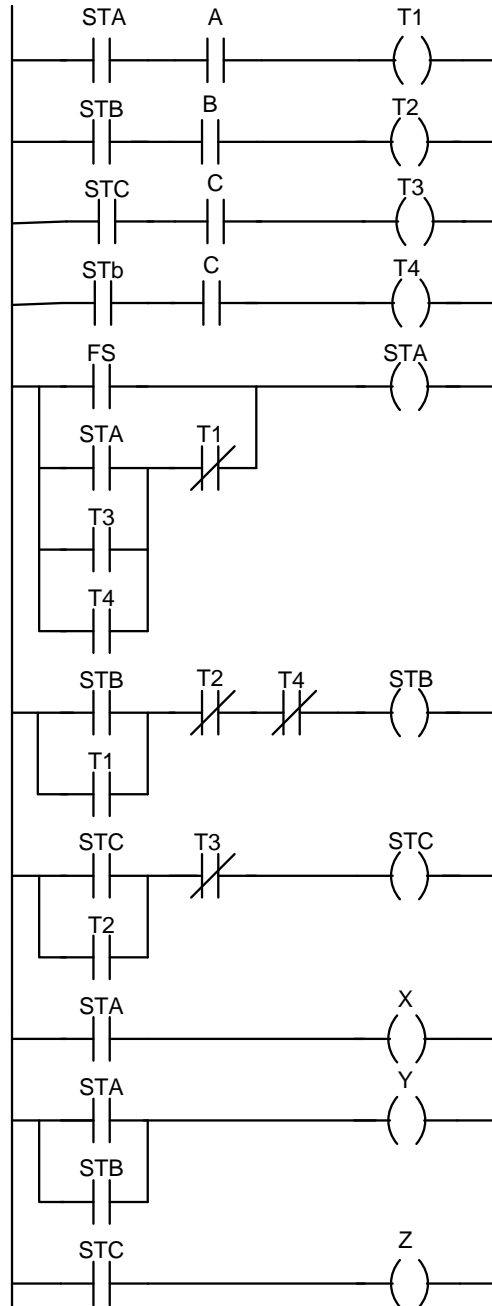 STA A T1
STB B T2
STC C T3
STb C T4
FS STA
STA T1
T3
T4
STB T2 T4 STB
T1
STC T3 STC
T2
STA X
STA Y
STB
STC Z